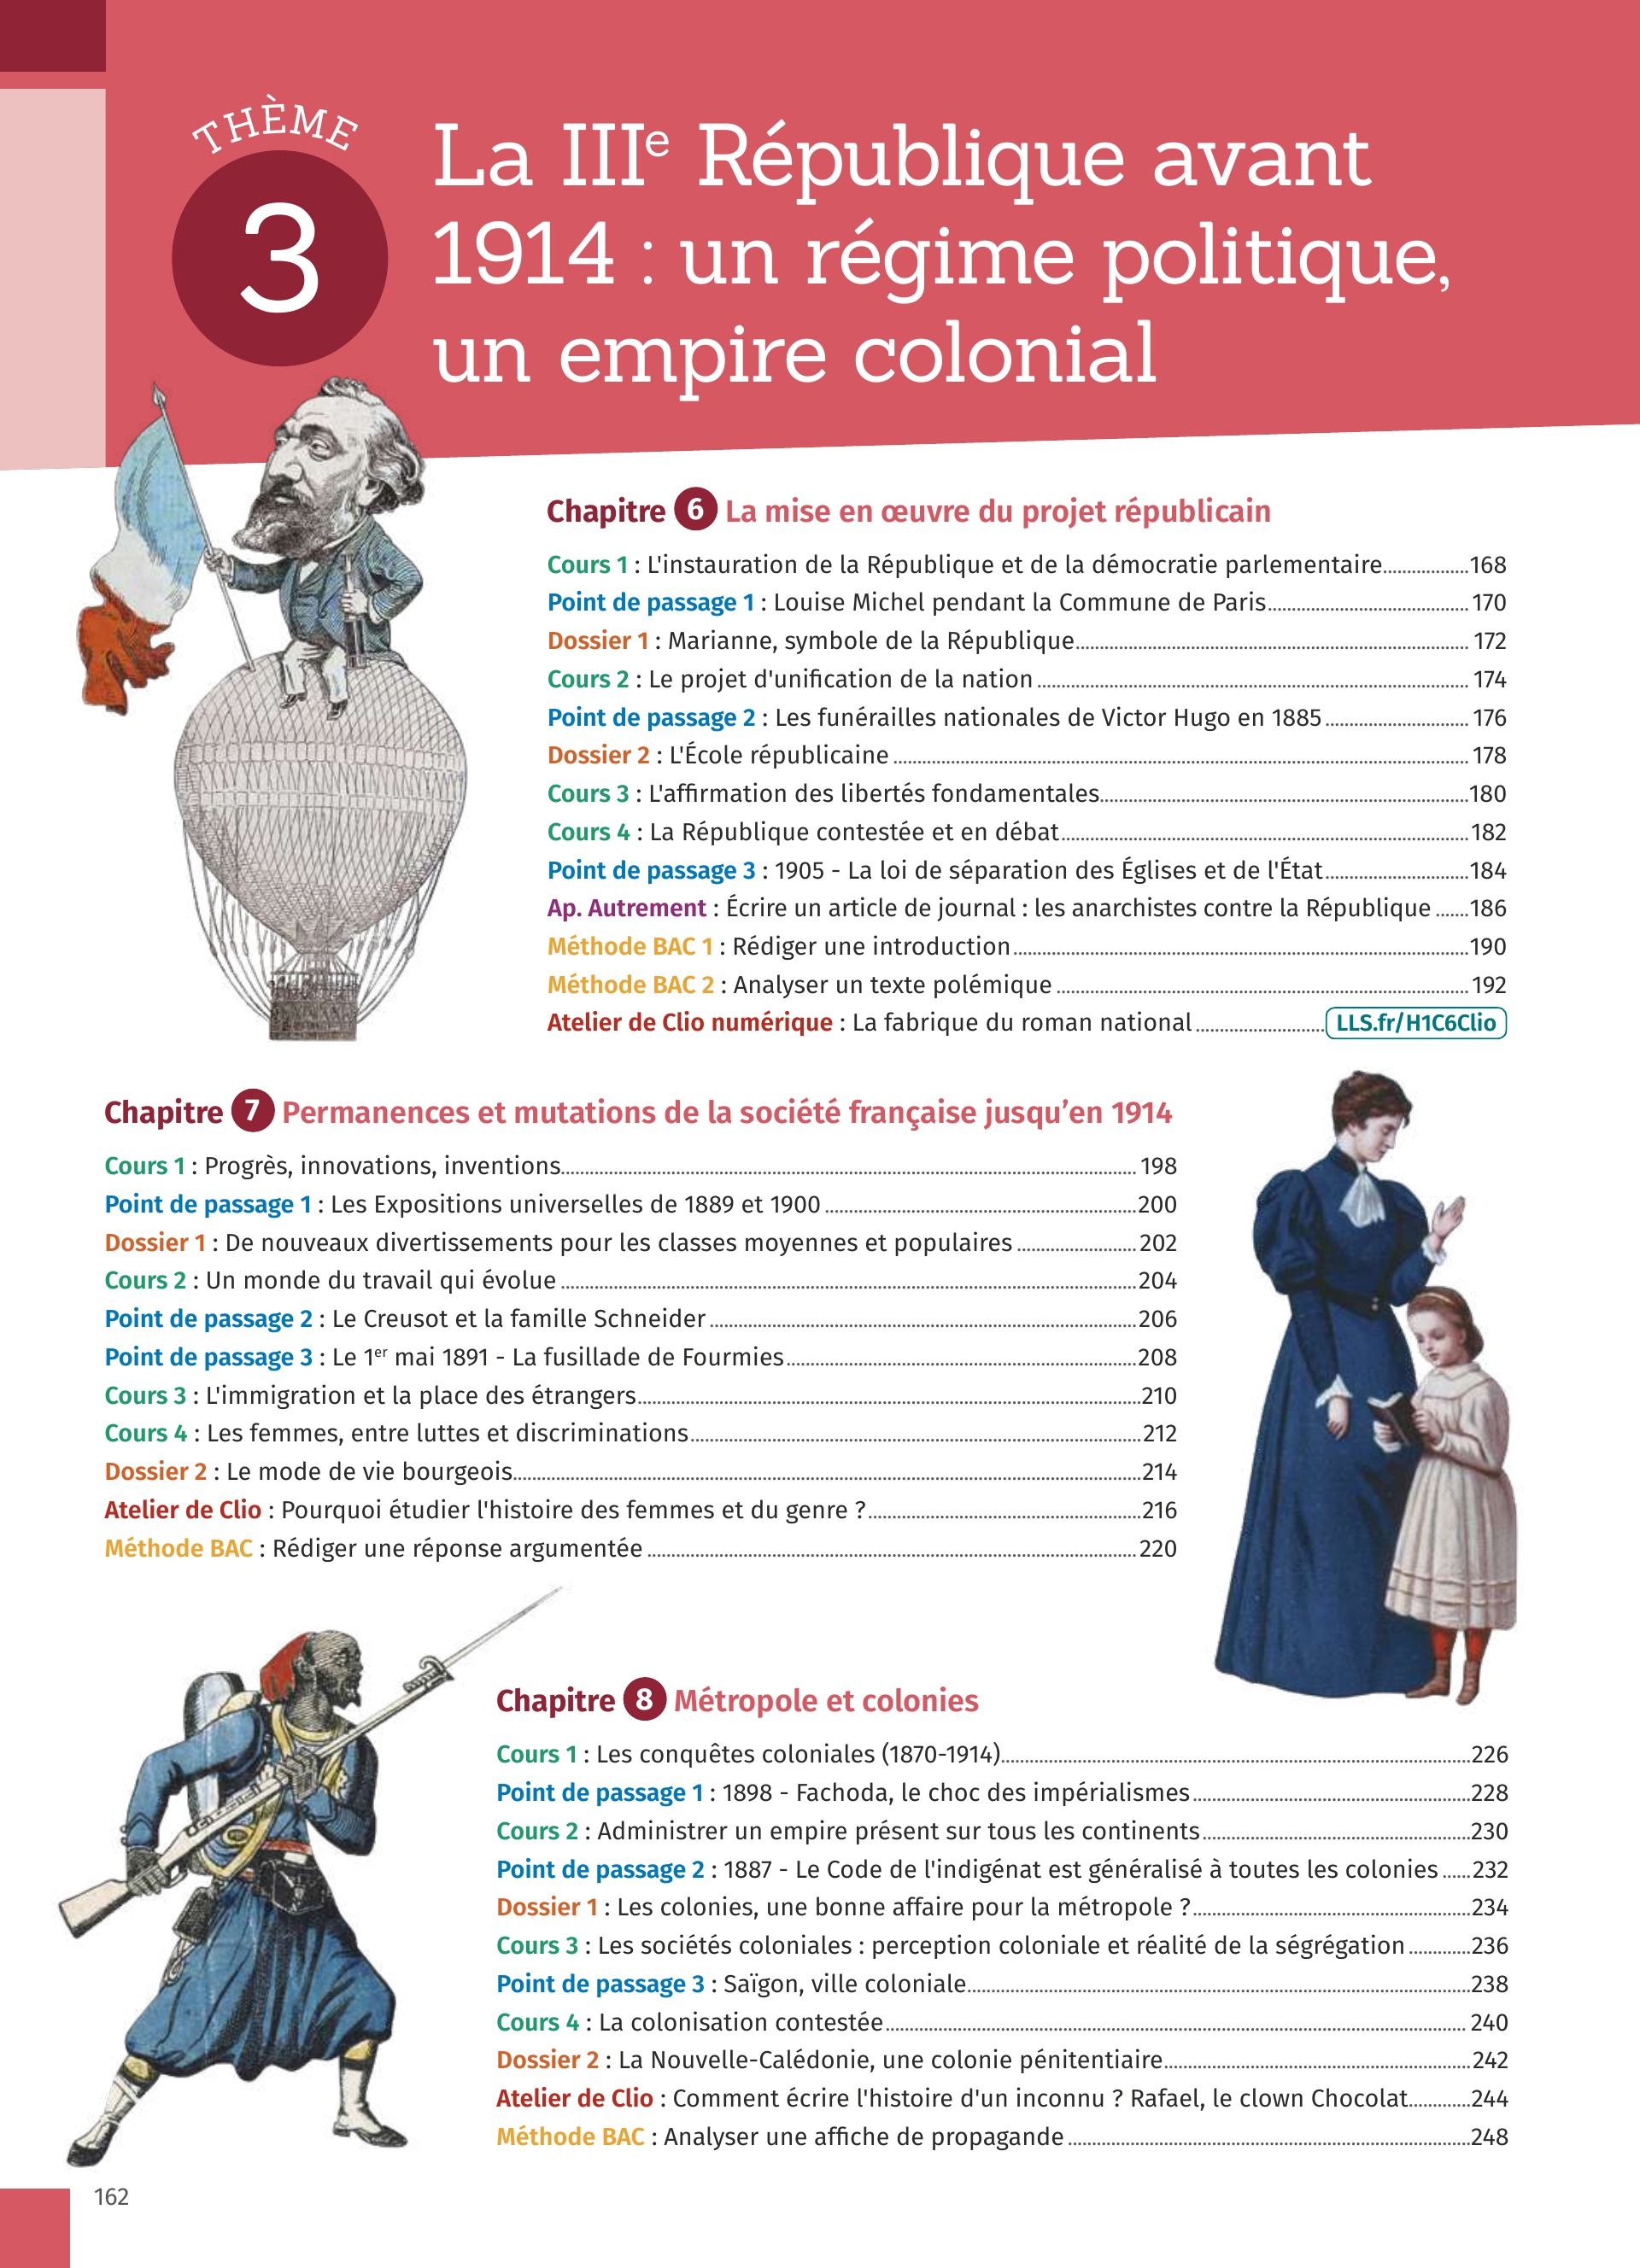 THÈME
3
La IIIe République avant
1914 : un régime politique,
un empire colonial
Chapitre 6 La mise en œuvre du projet républicain
Cours 1 : L'instauration de la République et de la démocratie parlementaire.................168
Point de passage 1 : Louise Michel pendant la Commune de Paris........................................ 170
Dossier 1 : Marianne, symbole de la République................................................................ 172
Cours 2 : Le projet d'unification de la nation ................................................................ 174
Point de passage 2 : Les funérailles nationales de Victor Hugo en 1885............................ 176
Dossier 2 : L'École républicaine ................................................................ 178
Cours 3 : L'affirmation des libertés fondamentales................................................................180
Cours 4 : La République contestée et en débat................................................................182
Point de passage 3 : 1905 - La loi de séparation des Églises et de l'État............................184
Ap. Autrement : Écrire un article de journal : les anarchistes contre la République .......186
Méthode BAC 1 : Rédiger une introduction................................................................190
Méthode BAC 2 : Analyser un texte polémique ................................................................ 192
Atelier de Clio numérique : La fabrique du roman national .......................... LLS.fr/H1C6Clio
Chapitre 7 Permanences et mutations de la société française jusqu’en 1914
Cours 1 : Progrès, innovations, inventions................................................................ 198
Point de passage 1 : Les Expositions universelles de 1889 et 1900 ................................................................200
Dossier 1 : De nouveaux divertissements pour les classes moyennes et populaires ........................ 202
Cours 2 : Un monde du travail qui évolue ................................................................204
Point de passage 2 : Le Creusot et la famille Schneider ................................................................206
Point de passage 3 : Le 1er mai 1891 - La fusillade de Fourmies................................................................208
Cours 3 : L'immigration et la place des étrangers................................................................210
Cours 4 : Les femmes, entre luttes et discriminations................................................................212
Dossier 2 : Le mode de vie bourgeois................................................................214
Atelier de Clio : Pourquoi étudier l'histoire des femmes et du genre ?................................................................216
Méthode BAC : Rédiger une réponse argumentée ................................................................ 220
Chapitre 8 Métropole et colonies
Cours 1 : Les conquêtes coloniales (1870-1914)................................................................226
Point de passage 1 : 1898 - Fachoda, le choc des impérialismes................................................................228
Cours 2 : Administrer un empire présent sur tous les continents................................................................230
Point de passage 2 : 1887 - Le Code de l'indigénat est généralisé à toutes les colonies ......232
Dossier 1 : Les colonies, une bonne affaire pour la métropole ?................................................................234
Cours 3 : Les sociétés coloniales : perception coloniale et réalité de la ségrégation .............236
Point de passage 3 : Saïgon, ville coloniale................................................................238
Cours 4 : La colonisation contestée................................................................ 240
Dossier 2 : La Nouvelle-Calédonie, une colonie pénitentiaire................................................................242
Atelier de Clio : Comment écrire l'histoire d'un inconnu ? Rafael, le clown Chocolat.............244
Méthode BAC : Analyser une affiche de propagande ................................................................248
162